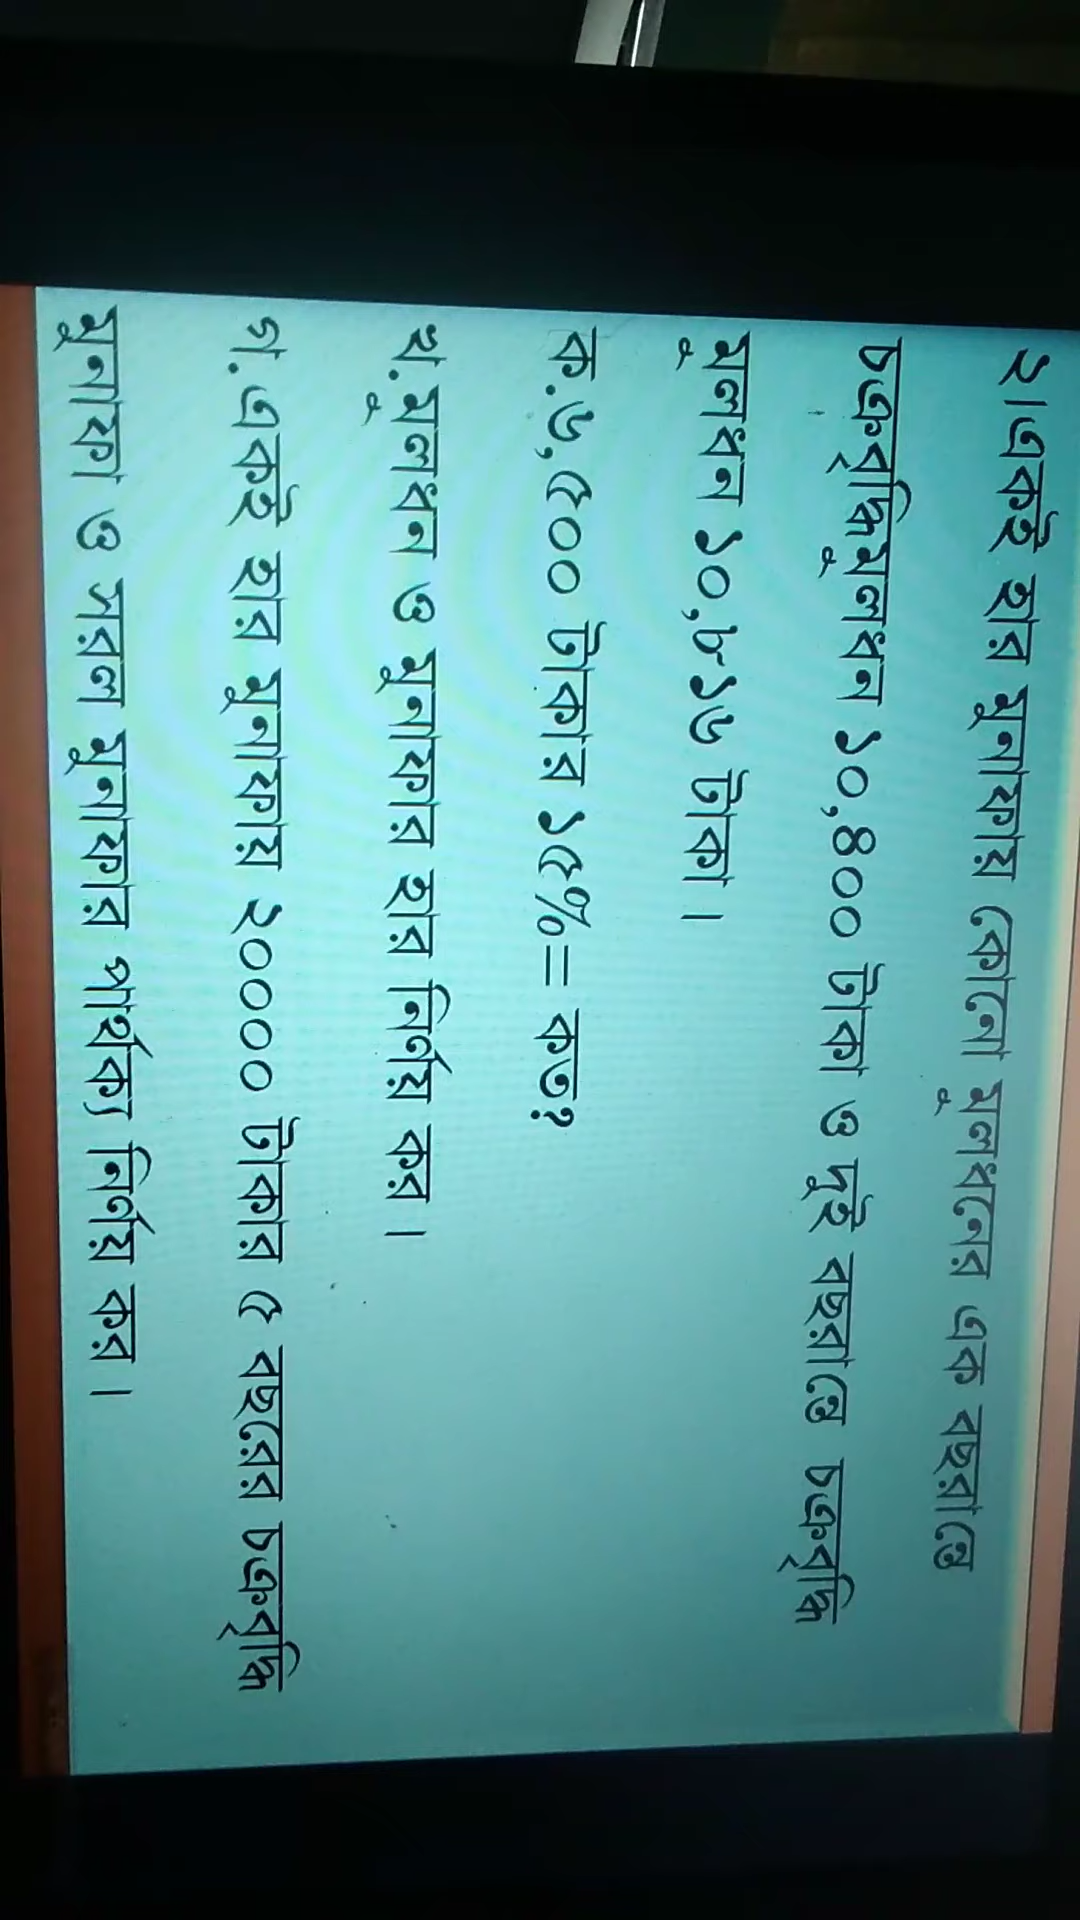 ২।একই হার মুনাফায় কোনো মূলধনের এক বছরান্তে
চক্রবৃদ্ধিমূলধন ১০,৪০০ টাকা ও দুই বছরান্তে চক্রবৃদ্ধি
মূলধন ১০,৮১৬ টাকা।
ক.৬,৫০০ টাকার ১৫%= কত?
খ.মূলধন ও মুনাফার হার নির্ণয় কর।
গ.একই হার মুনাফায় ২০০০০ টাকার ৫ বছরের চক্রবৃদ্ধি
মুনাফা ও সরল মুনাফার পার্থক্য নির্ণয় কর।